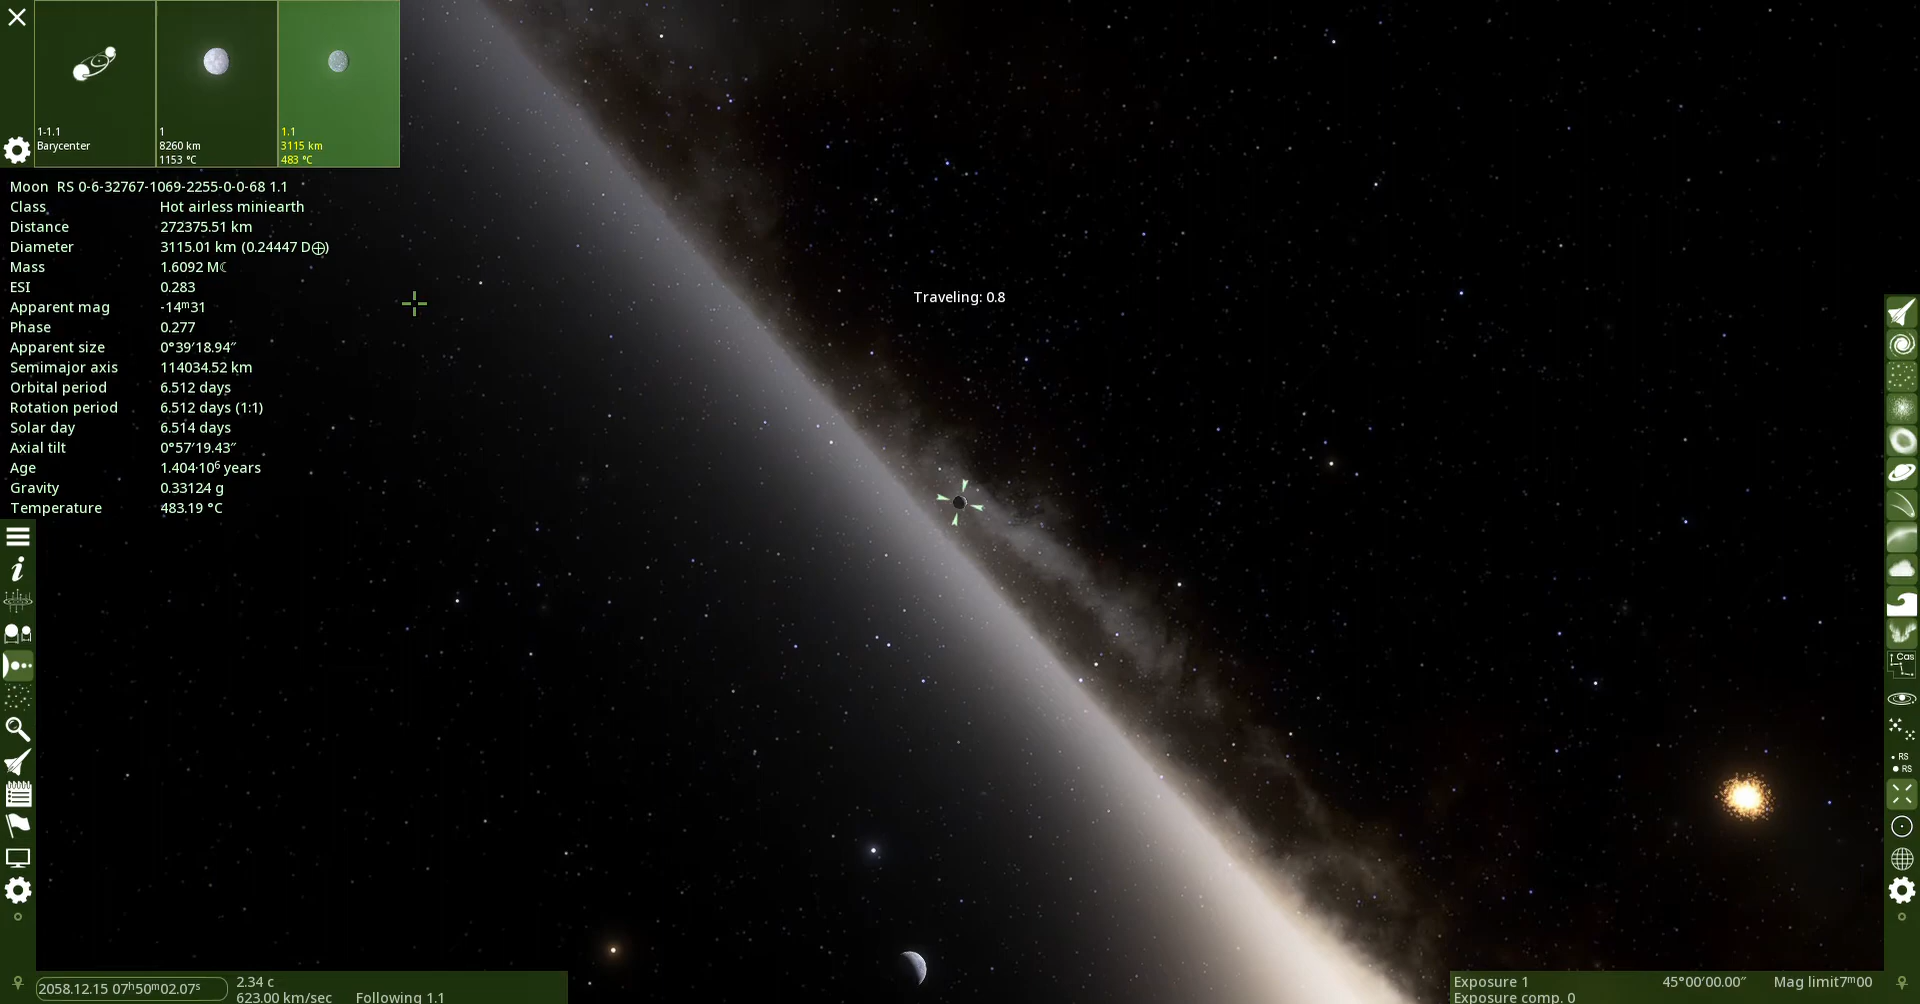 1-1.1
Barycenter
1
8260 km
1153 °C
1.1
3115 km
483 °C
Moon RS 0-6-32767-1069-2255-0-0-68 1.1
Class Hot airless miniearth
Distance 272375.51 km
Diameter 3115.01 km (0.24447 D⊕)
Mass 1.6092 M☾
ESI 0.283
Apparent mag -14ᵐ31
Phase 0.277
Apparent size 0°39′18.94″
Semimajor axis 114034.52 km
Orbital period 6.512 days
Rotation period 6.512 days (1:1)
Solar day 6.514 days
Axial tilt 0°57′19.43″
Age 1.404·10⁶ years
Gravity 0.33124 g
Temperature 483.19 °C
Traveling: 0.8
Cas
RS
RS
2058.12.15 07ʰ50ᵐ02.07ˢ
2.34 c
623.00 km/sec Following 1.1
Exposure 1 45°00′00.00″ Mag limit7ᵐ00
Exposure comp. 0